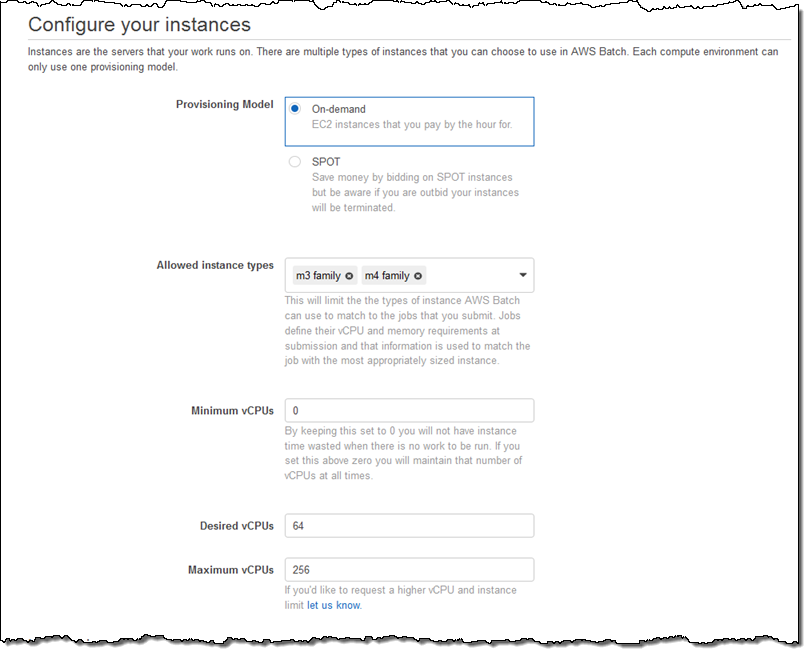 Configure your instances
Instances are the servers that your work runs on. There are multiple types of instances that you can choose to use in AWS Batch. Each compute environment can
only use one provisioning model.
Provisioning Model
On-demand
EC2 instances that you pay by the hour for.
SPOT
Save money by bidding on SPOT instances
but be aware if you are outbid your instances
will be terminated.
Allowed instance types
m3 family
m4 family
This will limit the the types of instance AWS Batch
can use to match to the jobs that you submit. Jobs
define their vCPU and memory requirements at
submission and that information is used to match the
job with the most appropriately sized instance.
Minimum vCPUs
0
By keeping this set to 0 you will not have instance
time wasted when there is no work to be run. If you
set this above zero you will maintain that number of
vCPUs at all times.
Desired vCPUs
64
Maximum vCPUs
256
If you'd like to request a higher vCPU and instance
limit let us know.